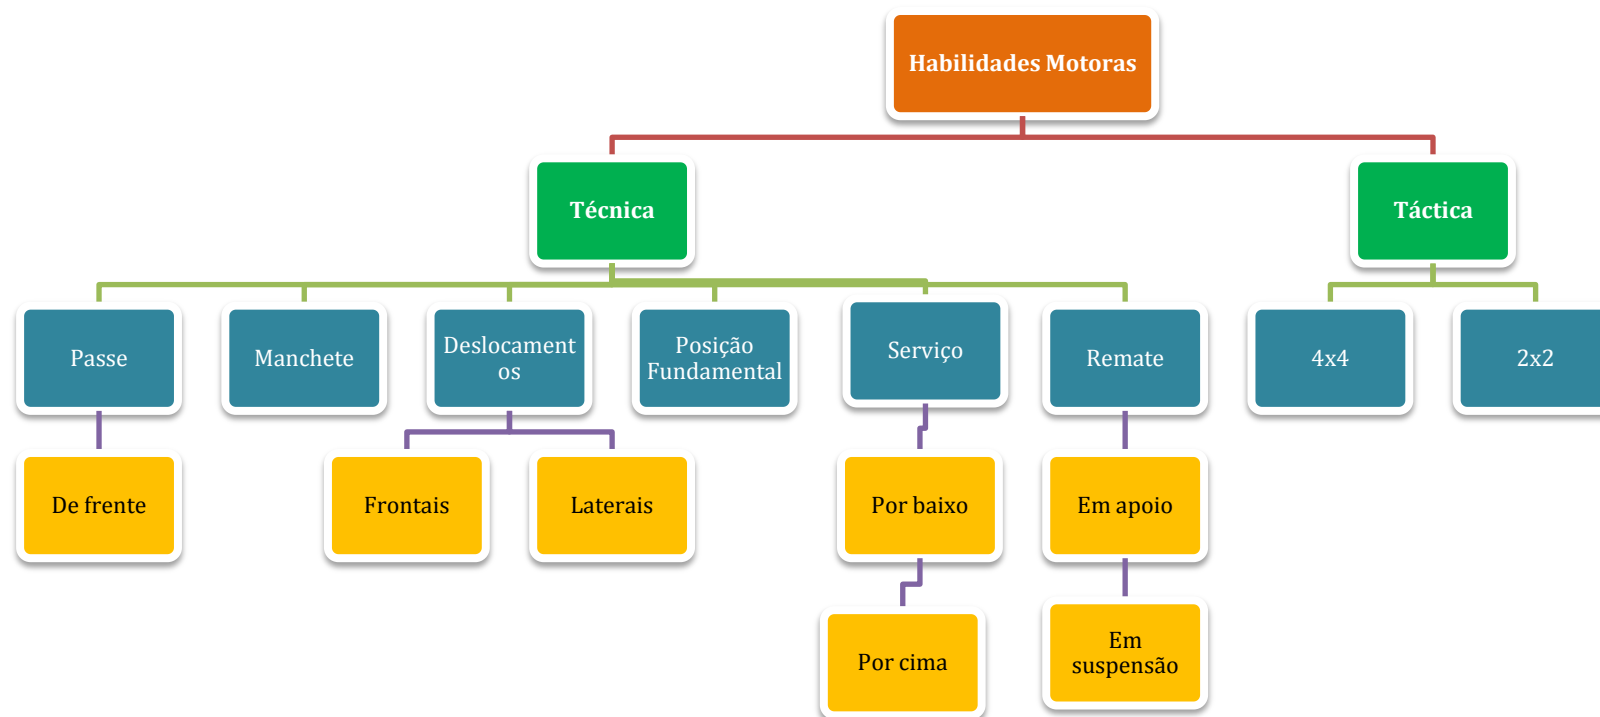 Habilidades Motoras
Técnica
Táctica
Passe
Manchete
Deslocament
os
Posição
Fundamental
Serviço
Remate
4x4
2x2
De frente
Frontais
Laterais
Por baixo
Em apoio
Por cima
Em
suspensão